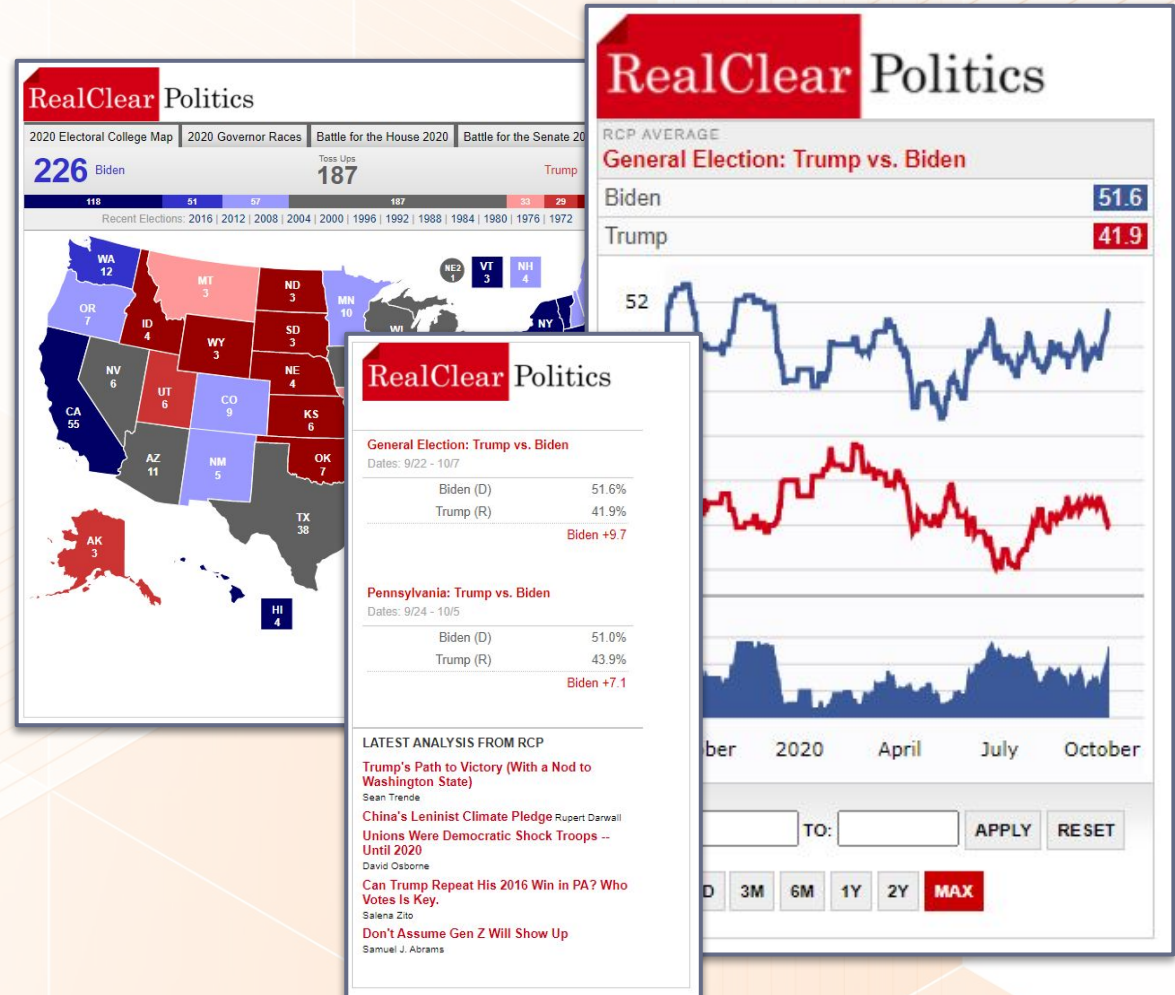 RealClear Politics
2020 Electoral College Map
2020 Governor Races
Battle for the House 2020
Battle for the Senate 20
226 Biden
Toss Ups
187
Trump
118
51
57
187
33
29
Recent Elections: 2016 | 2012 | 2008 | 2004 | 2000 | 1996 | 1992 | 1988 | 1984 | 1980 | 1976 | 1972
WA
12
OR
7
CA
55
NV
6
ID
4
MT
3
WY
3
UT
6
AZ
11
CO
9
NM
5
ND
3
SD
3
NE
4
KS
6
OK
7
TX
38
MN
10
WI
NE2
1
VT
3
NH
4
NY
AK
3
HI
4
RealClear Politics
General Election: Trump vs. Biden
Dates: 9/22 - 10/7
Biden (D) 51.6%
Trump (R) 41.9%
Biden +9.7
Pennsylvania: Trump vs. Biden
Dates: 9/24 - 10/5
Biden (D) 51.0%
Trump (R) 43.9%
Biden +7.1
LATEST ANALYSIS FROM RCP
Trump's Path to Victory (With a Nod to
Washington State)
Sean Trende
China's Leninist Climate Pledge Rupert Darwall
Unions Were Democratic Shock Troops --
Until 2020
David Osborne
Can Trump Repeat His 2016 Win in PA? Who
Votes Is Key.
Salena Zito
Don't Assume Gen Z Will Show Up
Samuel J. Abrams
RealClear Politics
RCP AVERAGE
General Election: Trump vs. Biden
Biden 51.6
Trump 41.9
52
ber 2020 April July October
TO: APPLY RESET
D 3M 6M 1Y 2Y MAX